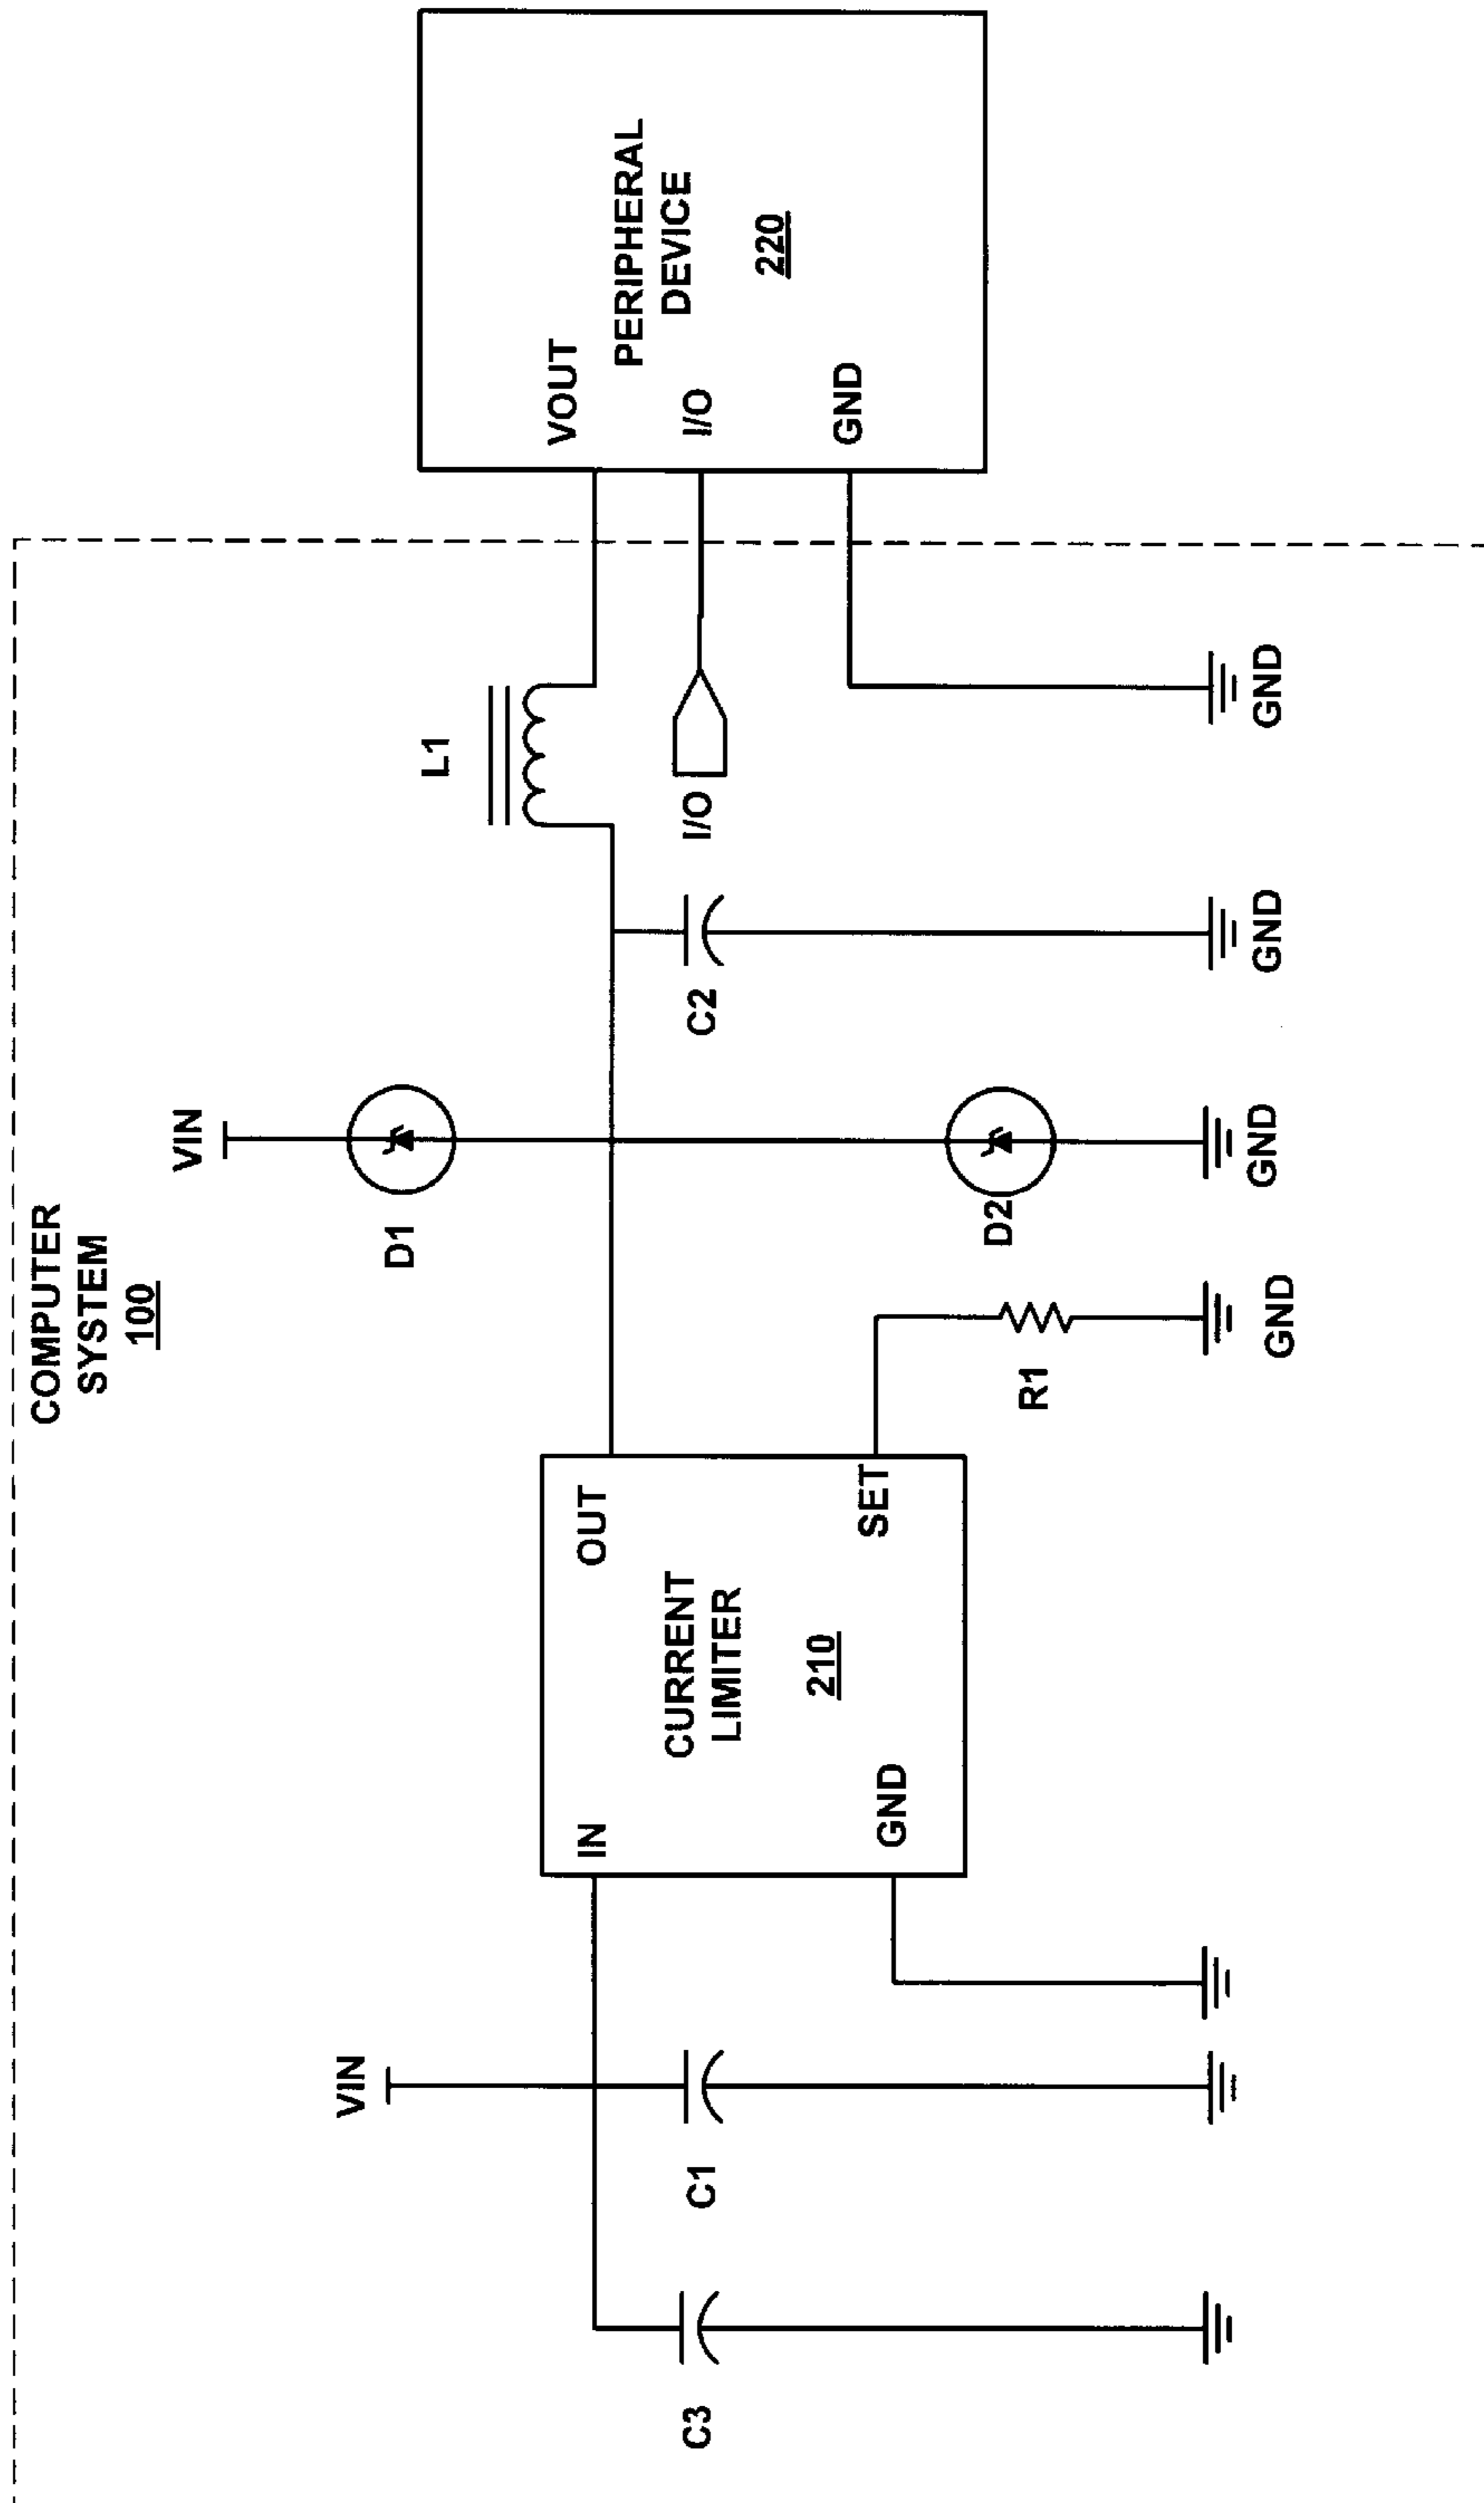 COMPUTER
SYSTEM
100
VIN
VIN
D1
L1
C3
C1
IN
OUT
CURRENT
LIMITER
210
GND
SET
C2
I/O
VOUT
PERIPHERAL
DEVICE
I/O
220
GND
R1
D2
GND
GND
GND
GND